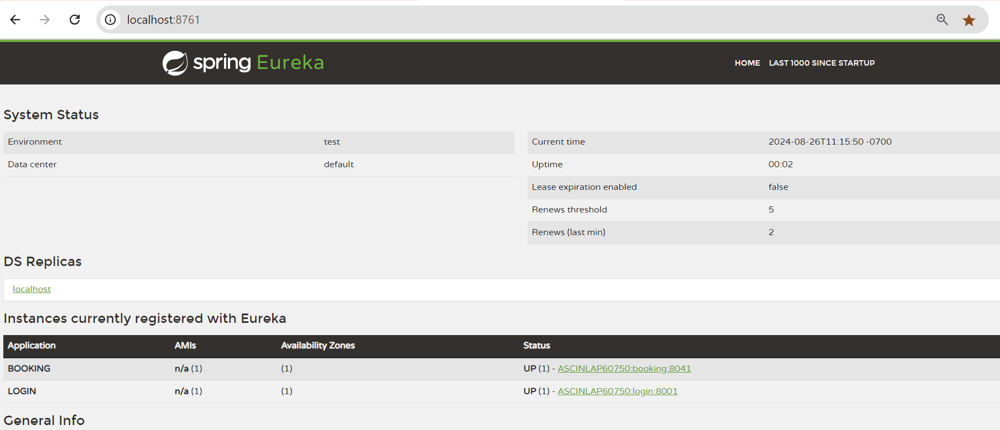 localhost:8761
spring Eureka
HOME LAST 1000 SINCE STARTUP
System Status
Environment test
Data center default
Current time 2024-08-26T11:15:50 -0700
Uptime 00:02
Lease expiration enabled false
Renews threshold 5
Renews (last min) 2
DS Replicas
localhost
Instances currently registered with Eureka
Application AMIs Availability Zones Status
BOOKING n/a (1) (1) UP (1) - ASCINLAP60750:booking:8041
LOGIN n/a (1) (1) UP (1) - ASCINLAP60750:login:8001
General Info